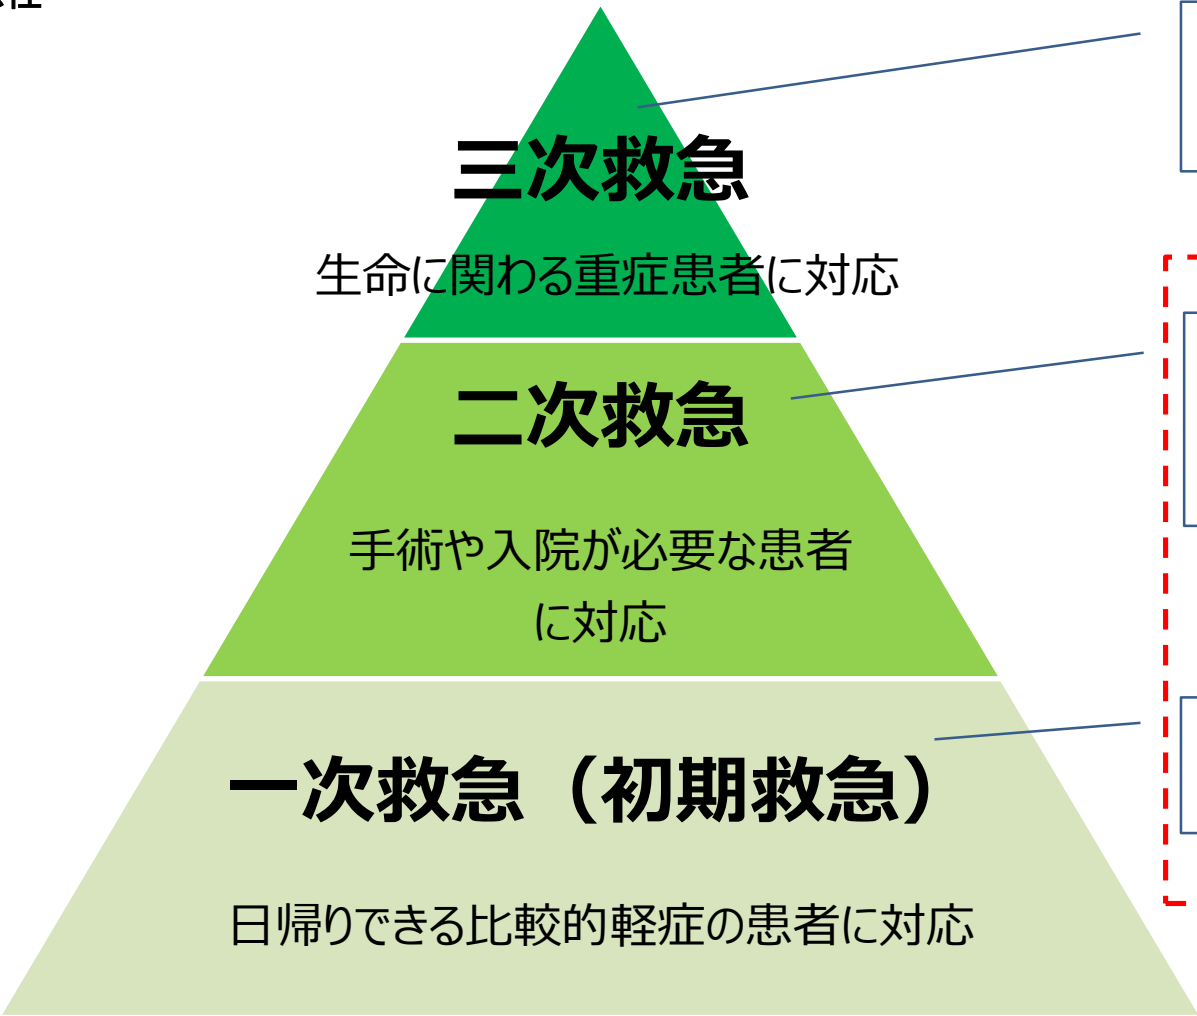 三次救急
生命に関わる重症患者に対応
二次救急
手術や入院が必要な患者
に対応
一次救急（初期救急）
日帰りできる比較的軽症の患者に対応